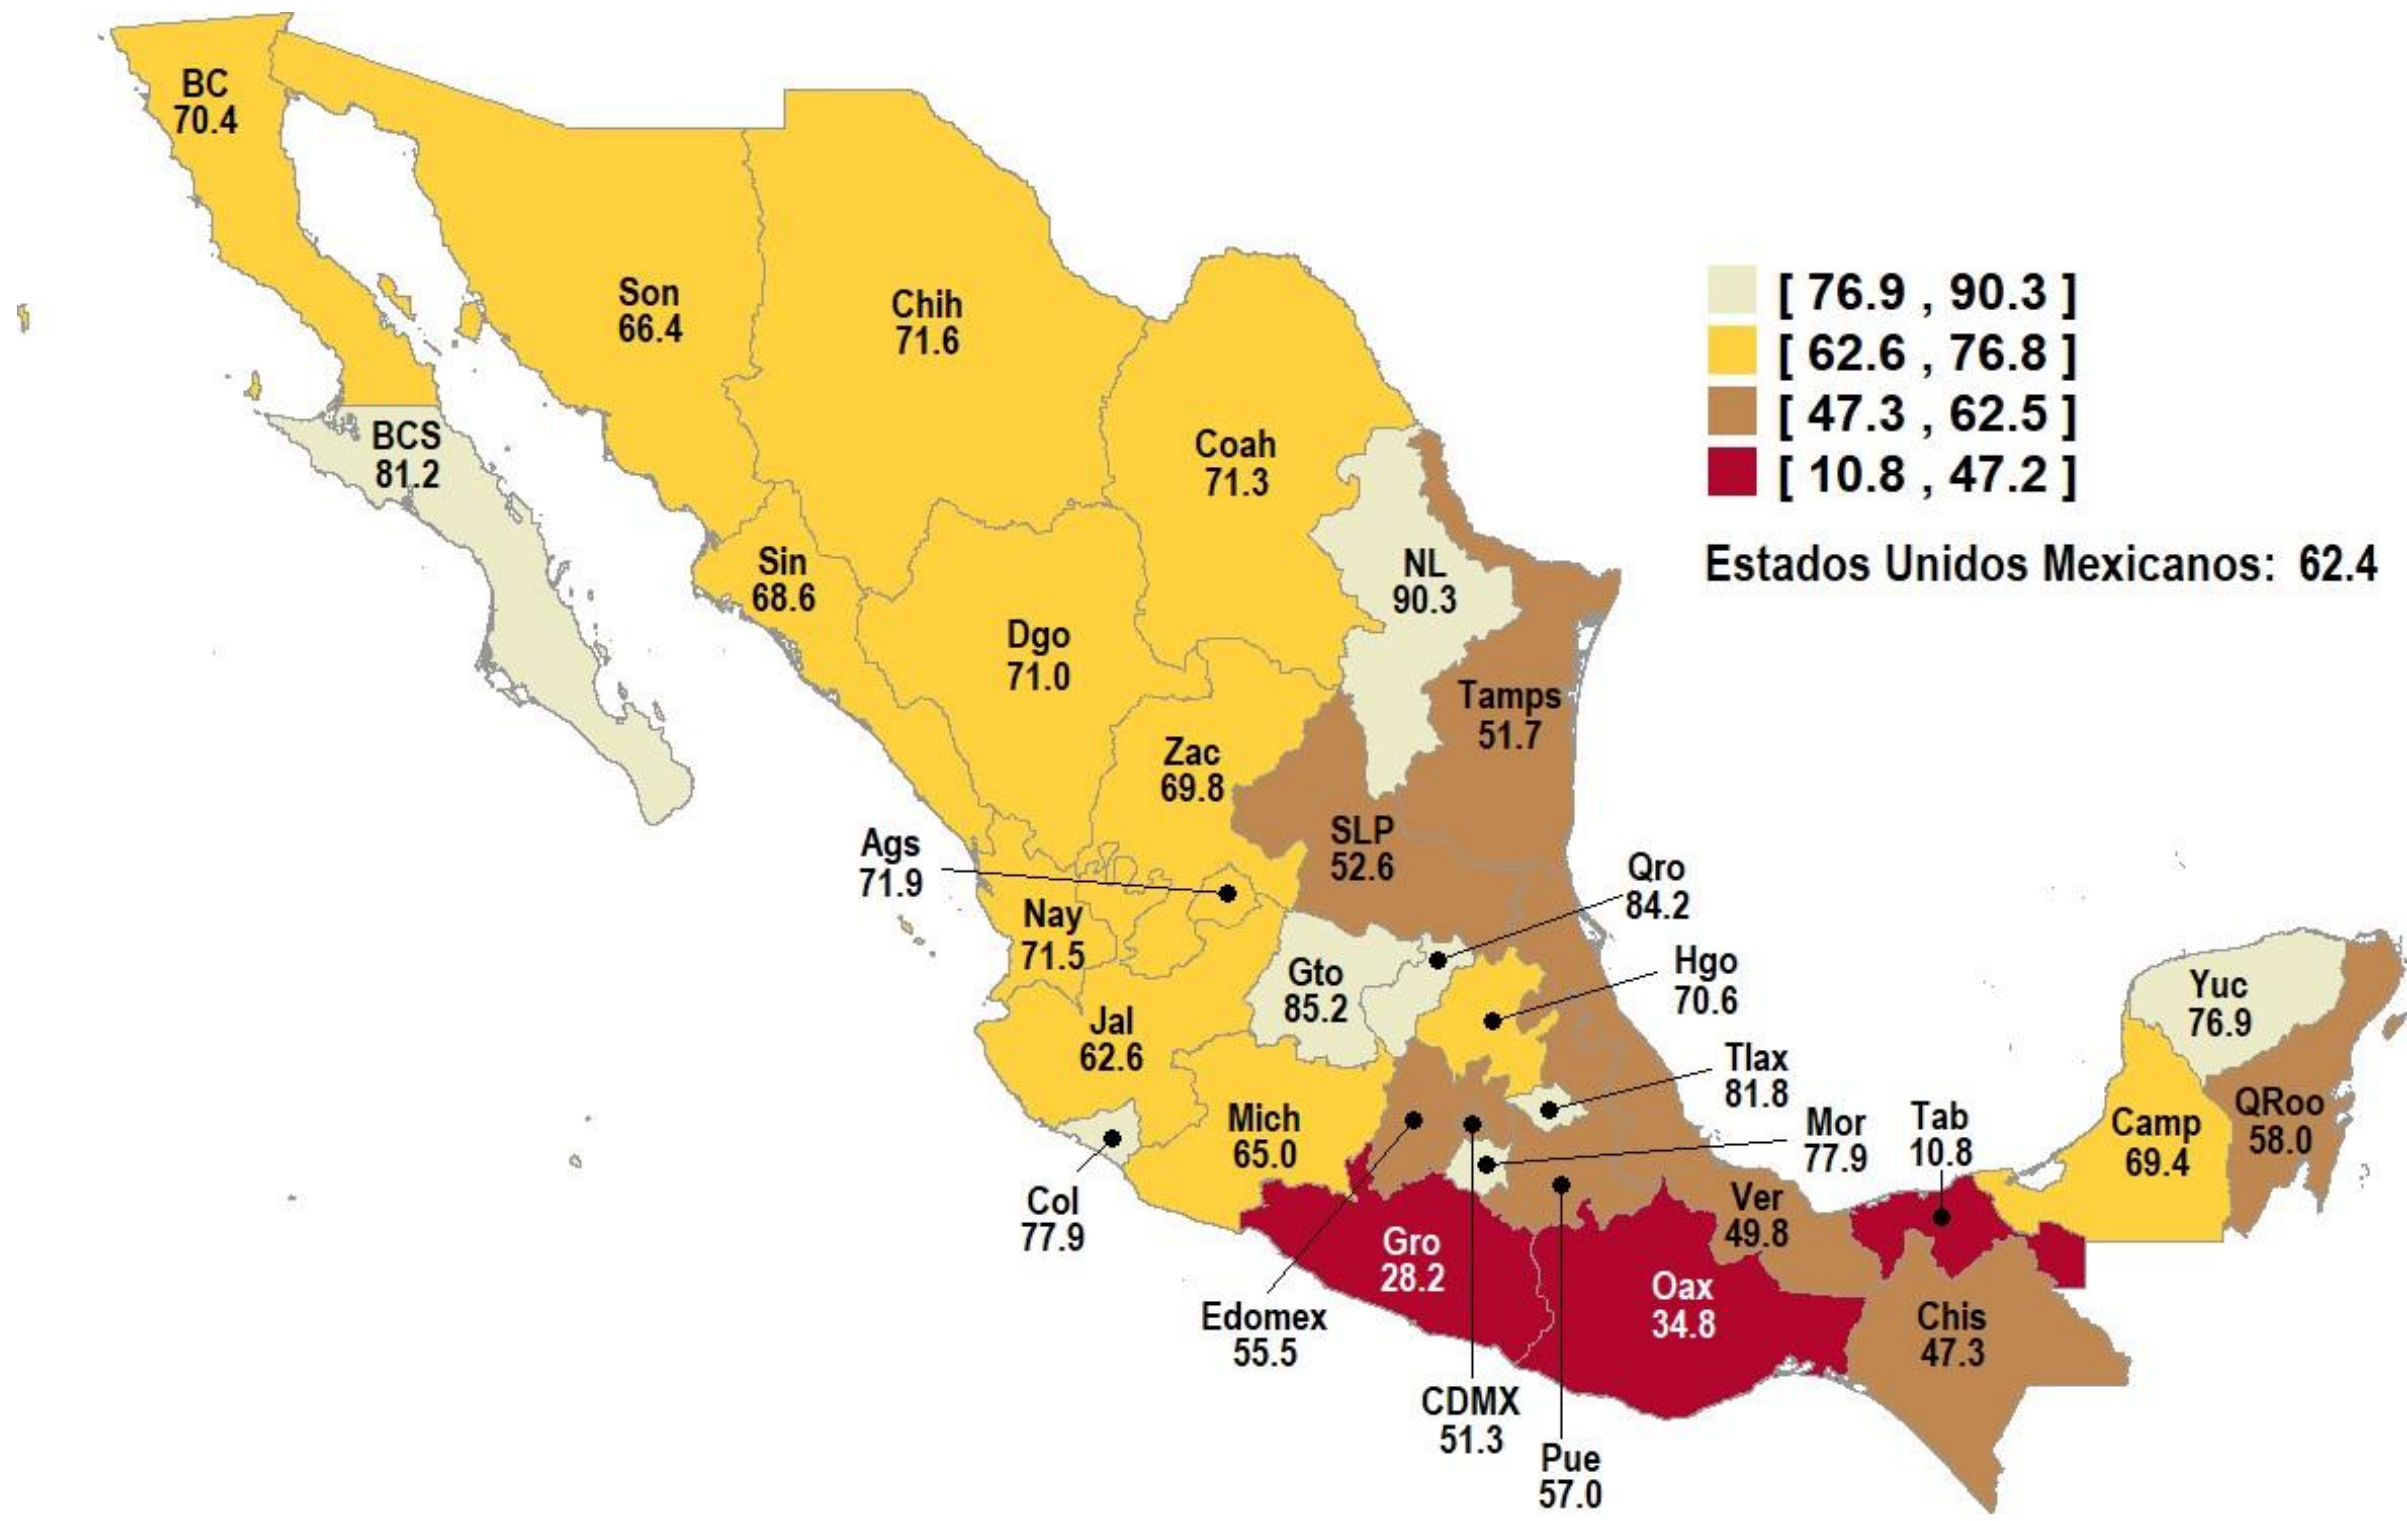 BC
70.4
Son
66.4
Chih
71.6
[ 76.9 , 90.3 ]
[ 62.6 , 76.8 ]
[ 47.3 , 62.5 ]
[ 10.8 , 47.2 ]
Estados Unidos Mexicanos: 62.4
BCS
81.2
Coah
71.3
Sin
68.6
NL
90.3
Dgo
71.0
Tamps
51.7
Zac
69.8
Ags
71.9
SLP
52.6
Qro
84.2
Nay
71.5
Gto
85.2
Hgo
70.6
Yuc
76.9
Jal
62.6
Tlax
81.8
Mich
65.0
Mor
77.9
Tab
10.8
Camp
69.4
QRoo
58.0
Col
77.9
Ver
49.8
Gro
28.2
Oax
34.8
Edomex
55.5
Chis
47.3
CDMX
51.3
Pue
57.0